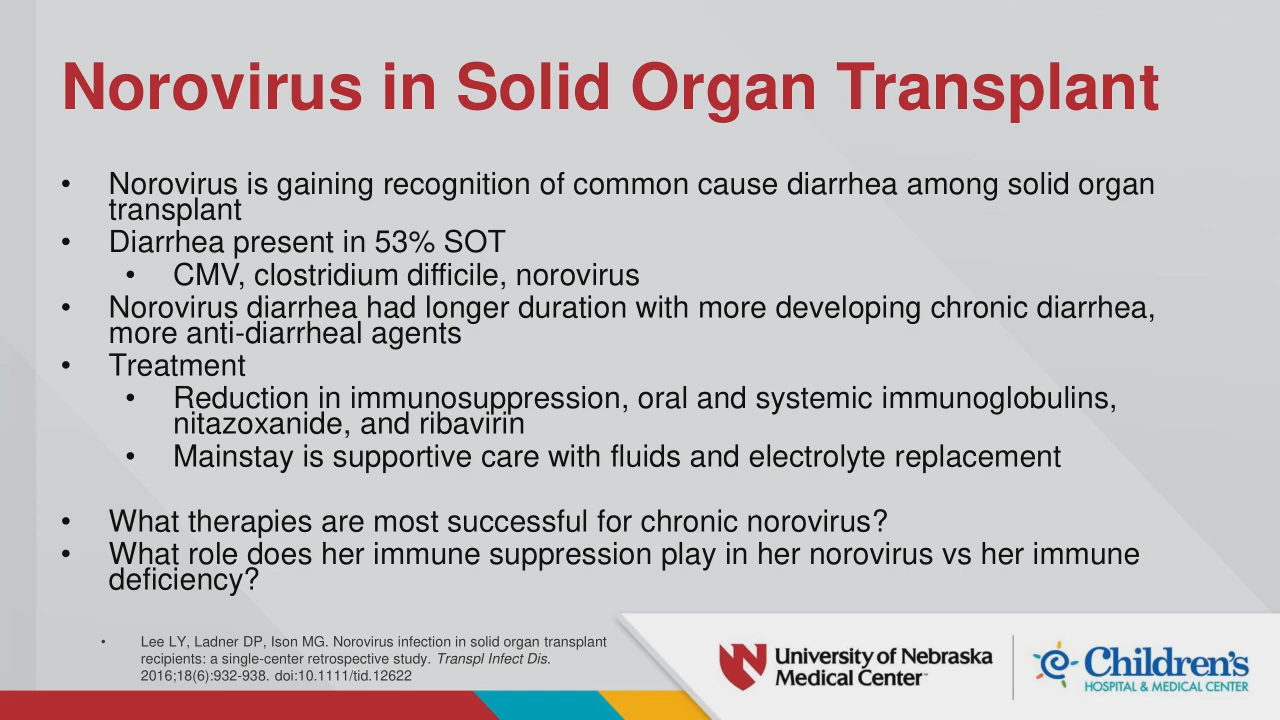 Norovirus in Solid Organ Transplant
• Norovirus is gaining recognition of common cause diarrhea among solid organ
transplant
• Diarrhea present in 53% SOT
• CMV, clostridium difficile, norovirus
• Norovirus diarrhea had longer duration with more developing chronic diarrhea,
more anti-diarrheal agents
• Treatment
• Reduction in immunosuppression, oral and systemic immunoglobulins,
nitazoxanide, and ribavirin
• Mainstay is supportive care with fluids and electrolyte replacement
• What therapies are most successful for chronic norovirus?
• What role does her immune suppression play in her norovirus vs her immune
deficiency?
• Lee LY, Ladner DP, Ison MG. Norovirus infection in solid organ transplant
recipients: a single-center retrospective study. Transpl Infect Dis.
2016;18(6):932-938. doi:10.1111/tid.12622
University of Nebraska
Medical Center™
Children's
HOSPITAL & MEDICAL CENTER